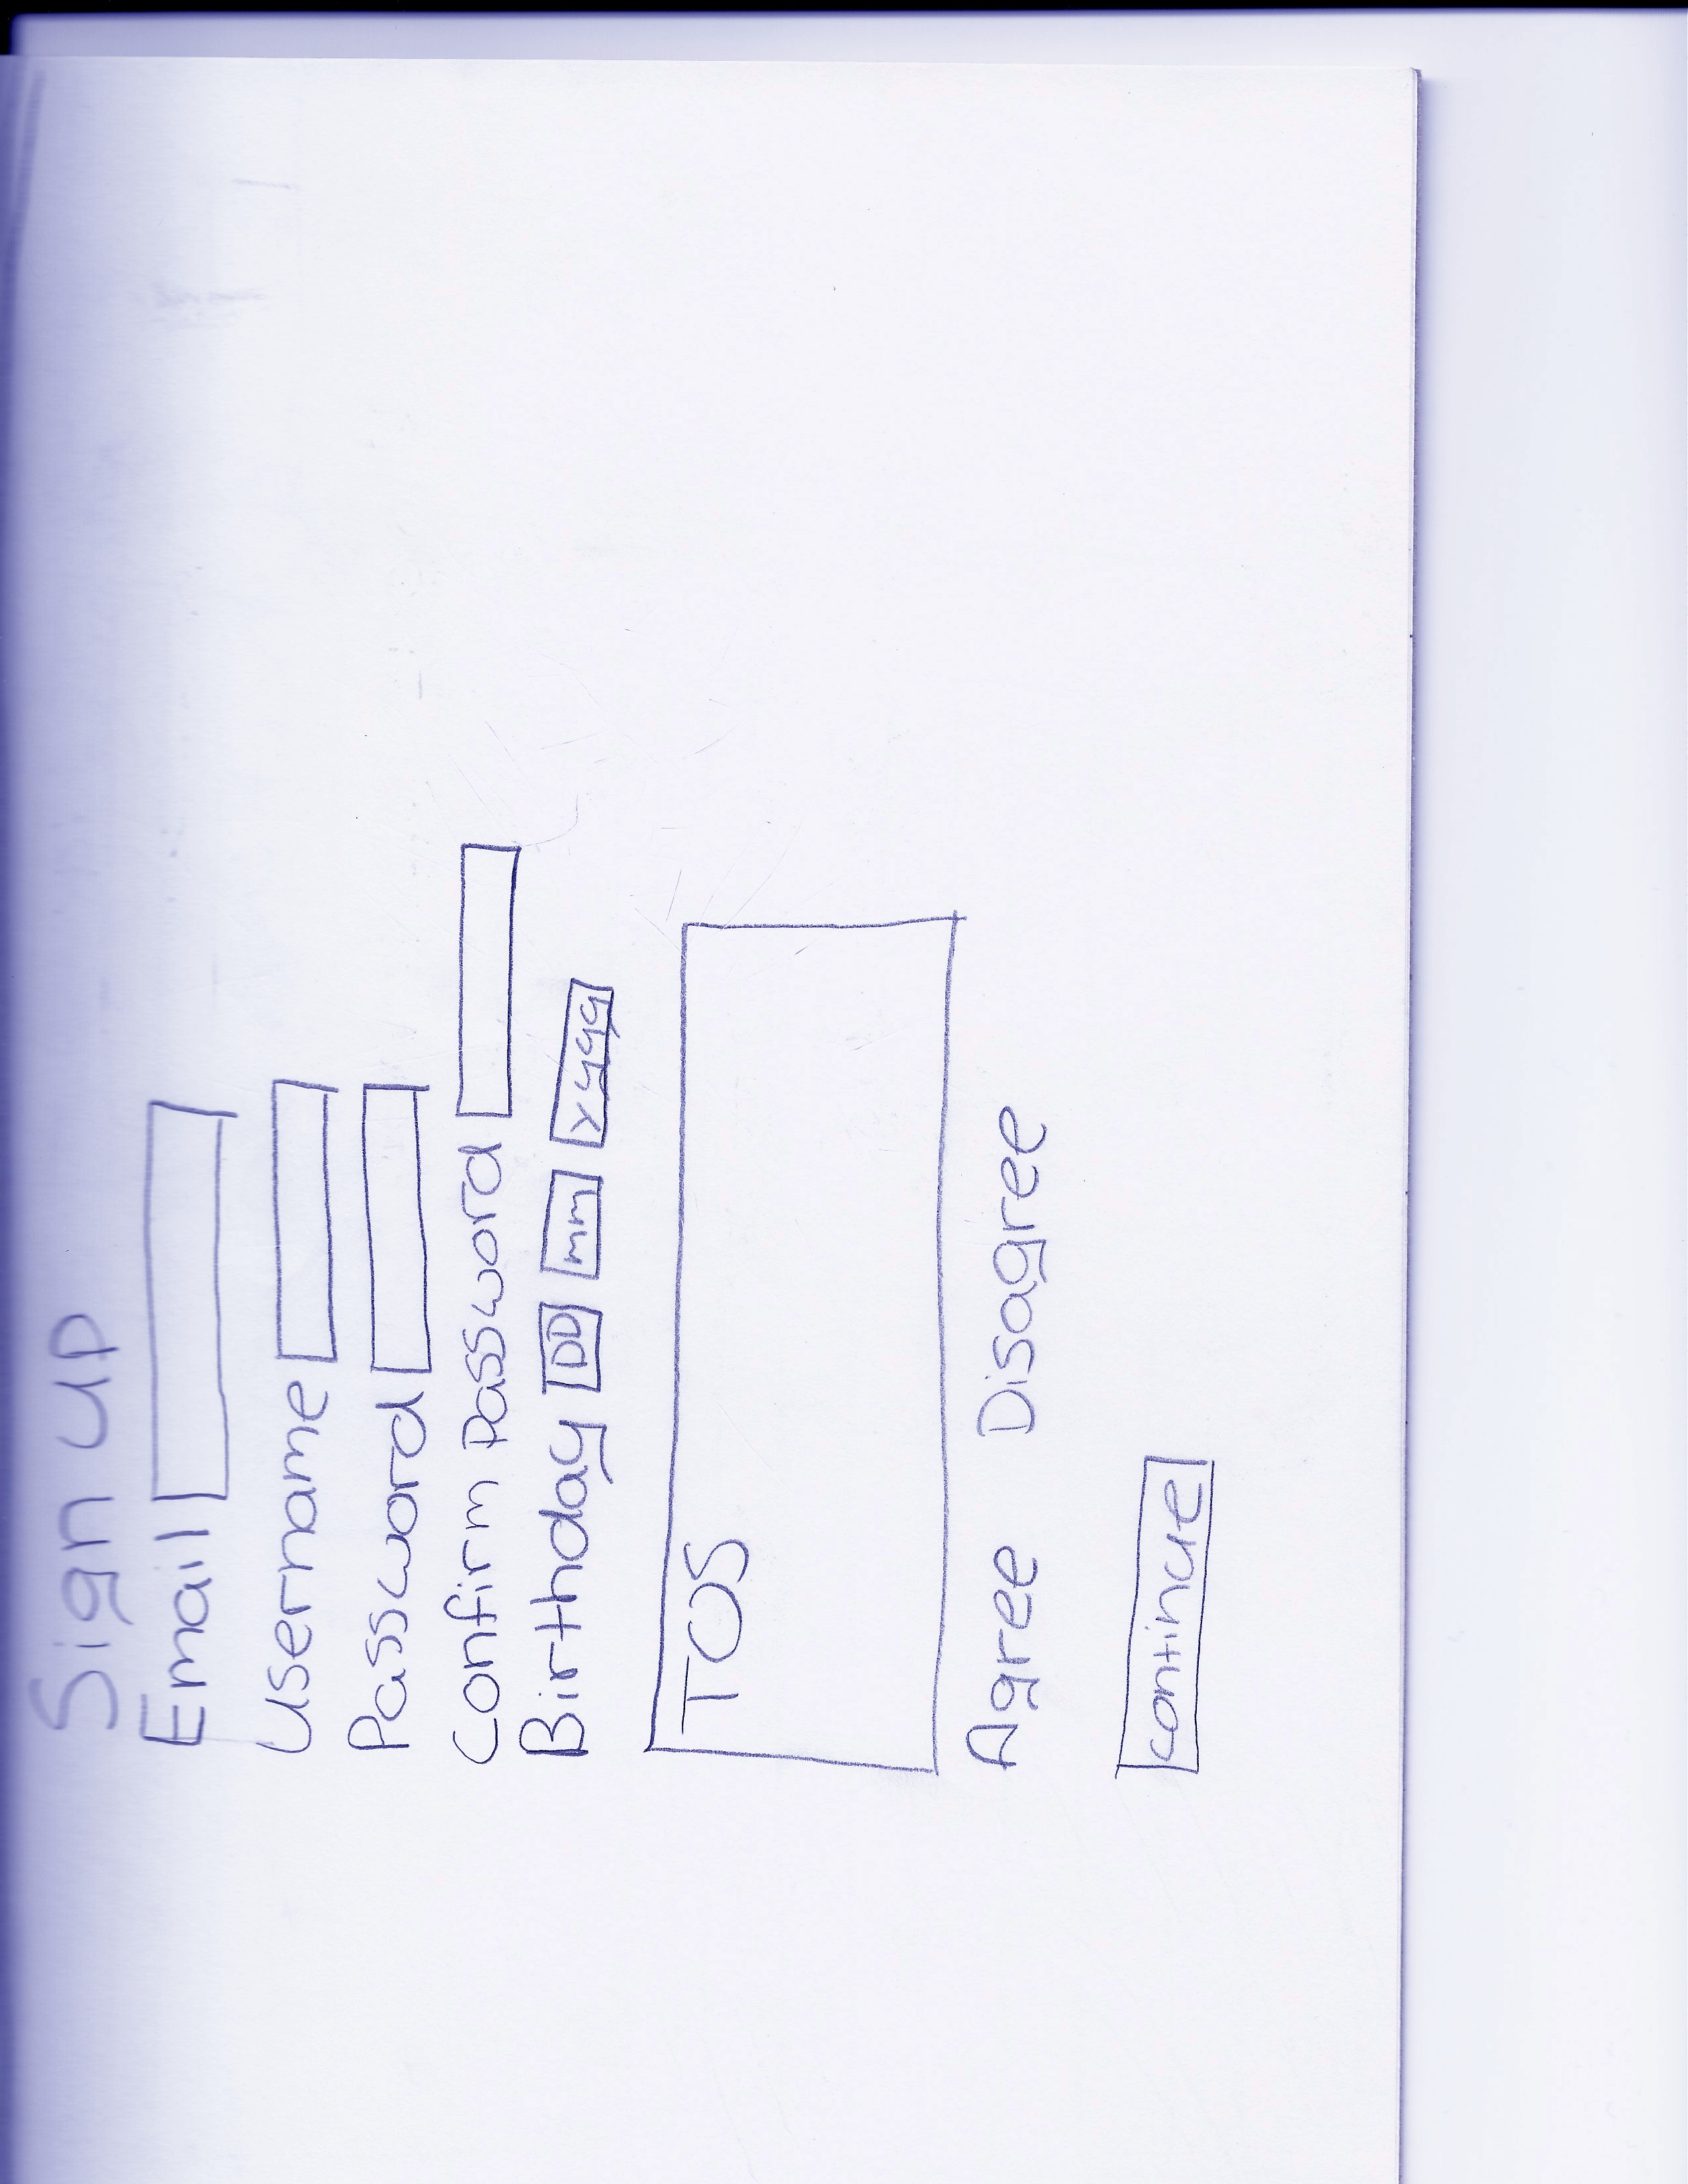 Sign up
Email
Username
Password
Confirm Password
Birthday DD mm yyyy
TOS
Agree Disagree
continue